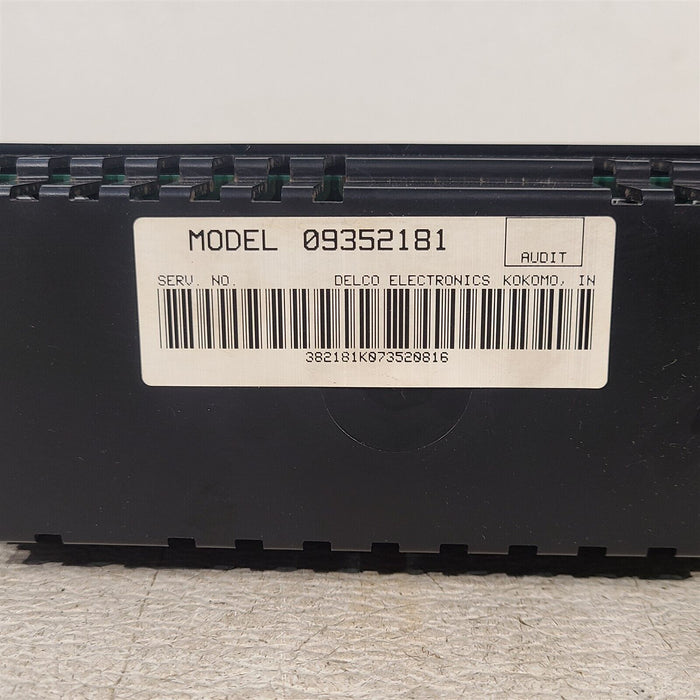 MODEL 09352181
AUDIT
SERV. NO. DELCO ELECTRONICS KOKOMO, IN
382181K073520816